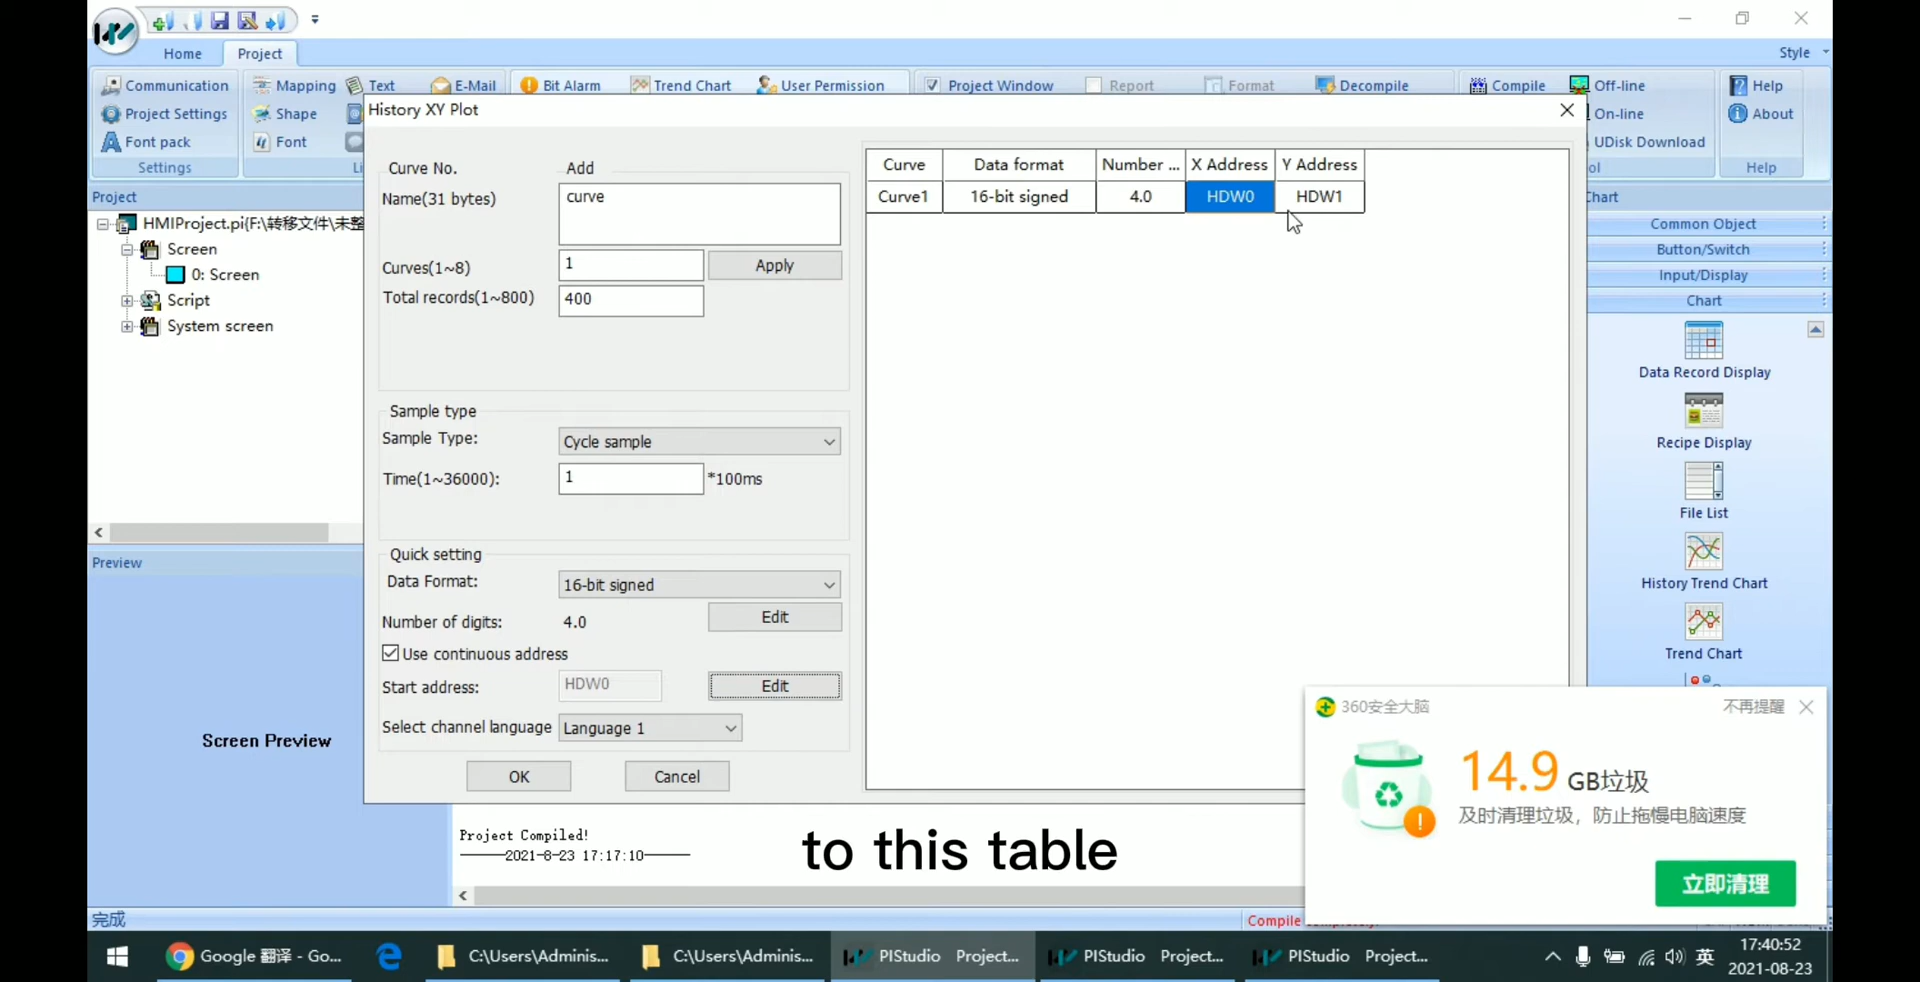 Home
Project
Style
Communication
Project Settings
Font pack
Settings
Mapping
Shape
Font
Text
E-Mail
Bit Alarm
Trend Chart
User Permission
Project Window
Report
Format
Decompile
Compile
Off-line
On-line
UDisk Download
Help
About
Help
Project
HMIProject.pi{F:\转移文件\未整
Screen
0: Screen
Script
System screen
Preview
Screen Preview
History XY Plot
Curve No.
Add
Name(31 bytes)
curve
Curves(1~8)
1
Apply
Total records(1~800)
400
Sample type
Sample Type:
Cycle sample
Time(1~36000):
1
*100ms
Quick setting
Data Format:
16-bit signed
Number of digits:
4.0
Edit
Use continuous address
Start address:
HDW0
Edit
Select channel language
Language 1
OK
Cancel
Curve Data format Number ... X Address Y Address
Curve1 16-bit signed 4.0 HDW0 HDW1
Chart
Common Object
Button/Switch
Input/Display
Chart
Data Record Display
Recipe Display
File List
History Trend Chart
Trend Chart
360安全大脑
不再提醒
14.9 GB垃圾
及时清理垃圾，防止拖慢电脑速度
立即清理
Project Compiled!
2021-8-23 17:17:10
to this table
完成
Compile
Google 翻译 - Go...
C:\Users\Adminis...
C:\Users\Adminis...
PIStudio Project...
PIStudio Project...
PIStudio Project...
英
17:40:52
2021-08-23